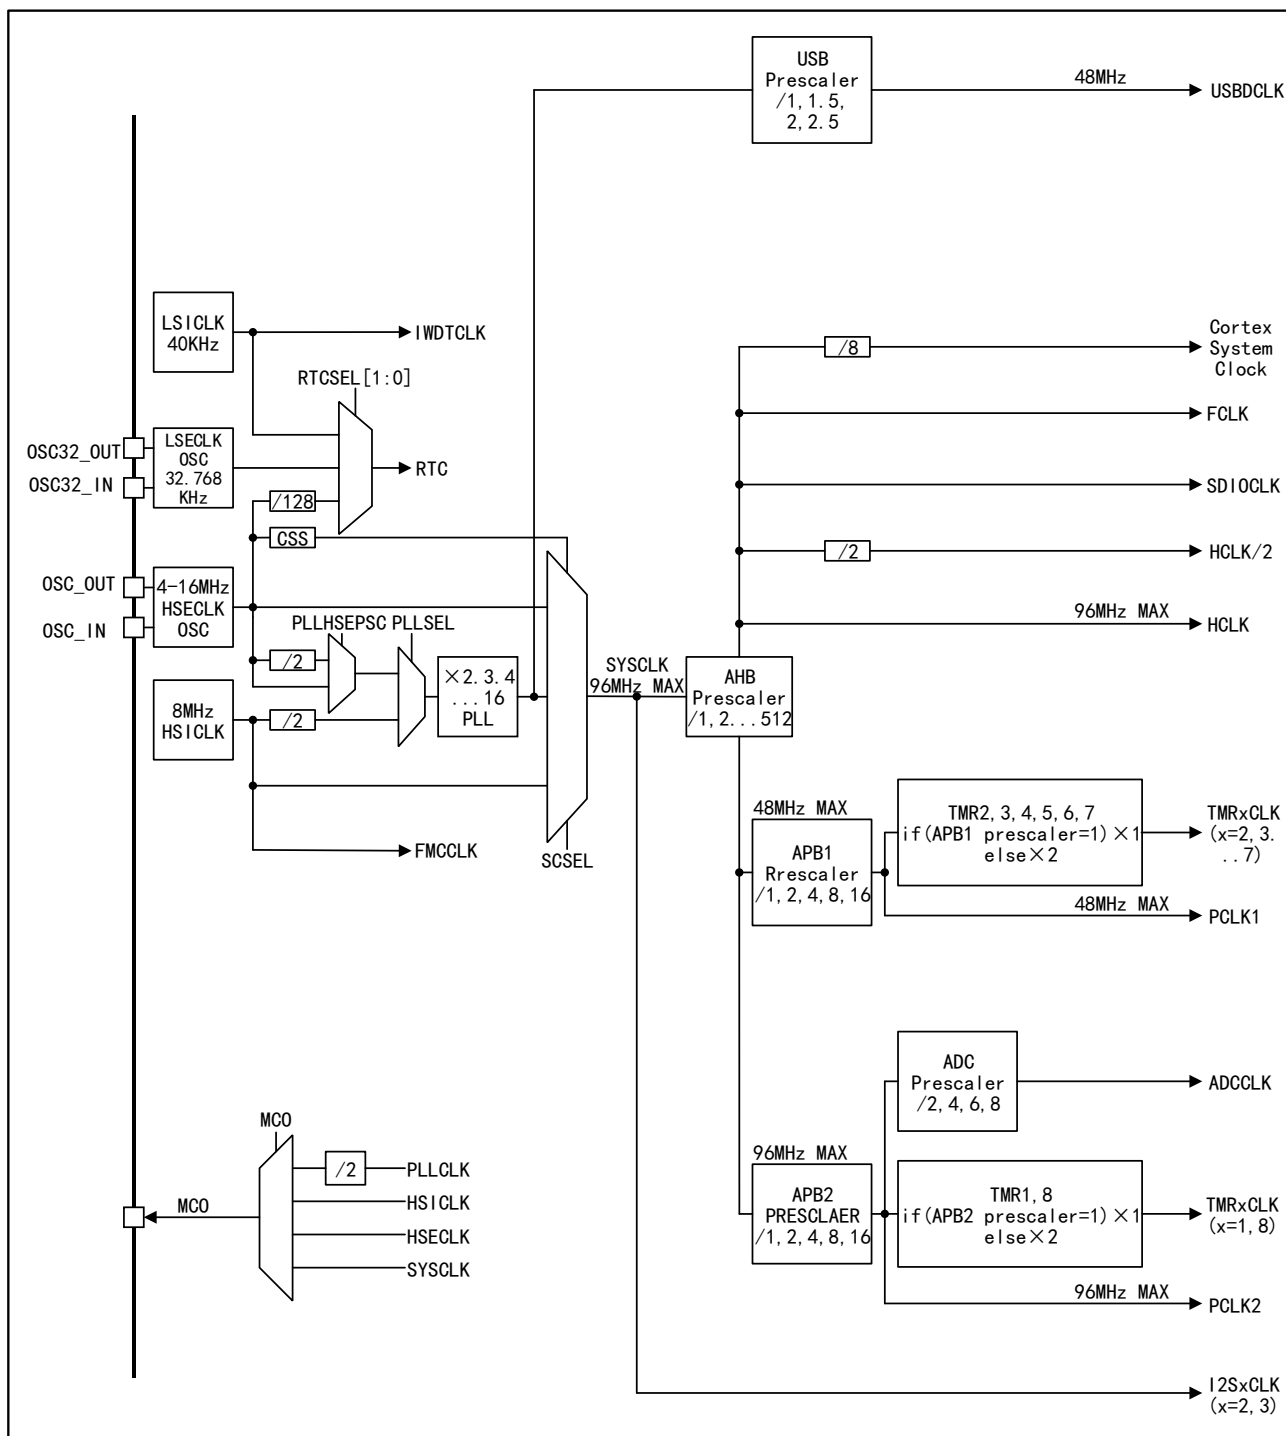 USB
Prescaler
/1, 1.5,
2, 2.5
48MHz
USBDCLK
LSICLK
40KHz
IWDTCLK
RTCSEL[1:0]
OSC32_OUT
OSC32_IN
LSECLK
OSC
32.768
KHz
RTC
/128
CSS
OSC_OUT
OSC_IN
4-16MHz
HSECLK
OSC
PLLHSEPSC
PLLSEL
/2
8MHz
HSICLK
/2
×2. 3. 4
...16
PLL
FMCCLK
SCSEL
SYSCLK
96MHz MAX
AHB
Prescaler
/1, 2...512
/8
Cortex
System
Clock
FCLK
SDIOCLK
/2
HCLK/2
96MHz MAX
HCLK
48MHz MAX
APB1
Rrescaler
/1, 2, 4, 8, 16
TMR2, 3, 4, 5, 6, 7
if(APB1 prescaler=1)×1
else×2
TMRxCLK
(x=2, 3.
..7)
48MHz MAX
PCLK1
ADC
Prescaler
/2, 4, 6, 8
ADCCLK
96MHz MAX
APB2
PRESCLAER
/1, 2, 4, 8, 16
TMR1, 8
if(APB2 prescaler=1)×1
else×2
TMRxCLK
(x=1, 8)
96MHz MAX
PCLK2
I2SxCLK
(x=2, 3)
MCO
MCO
/2
PLLCLK
HSICLK
HSECLK
SYSCLK